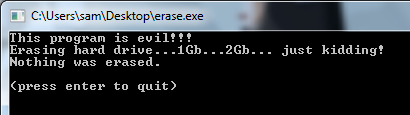 C:\Users\sam\Desktop\erase.exe
This program is evil!!!
Erasing hard drive...1Gb...2Gb... just kidding!
Nothing was erased.
(press enter to quit)